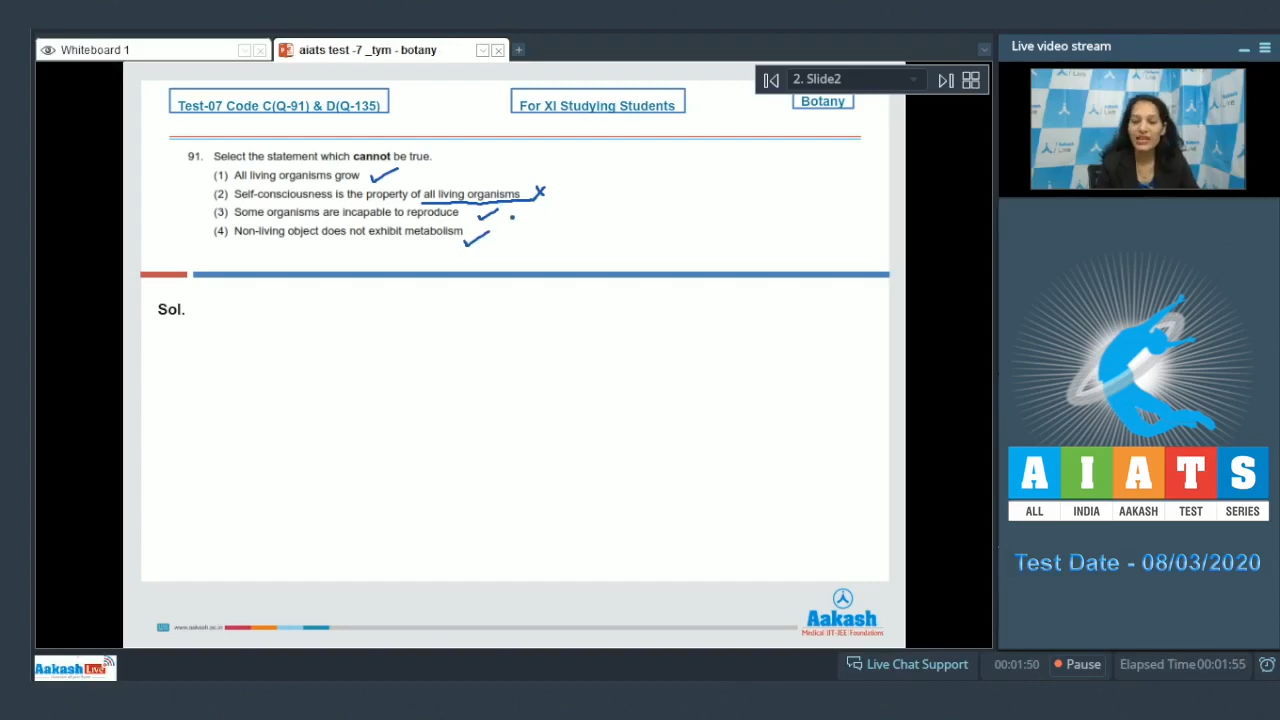 Whiteboard 1
aiats test -7 _tym - botany
Live video stream
2. Slide2
Test-07 Code C(Q-91) & D(Q-135)
For XI Studying Students
Botany
91. Select the statement which cannot be true.
(1) All living organisms grow
(2) Self-consciousness is the property of all living organisms
(3) Some organisms are incapable to reproduce
(4) Non-living object does not exhibit metabolism
Sol.
A I A T S
ALL INDIA AAKASH TEST SERIES
Test Date - 08/03/2020
www.aakash.ac.in
Aakash
Medical|IIT-JEE|Foundations
Aakash Live
Live Chat Support
00:01:50
Pause
Elapsed Time 00:01:55